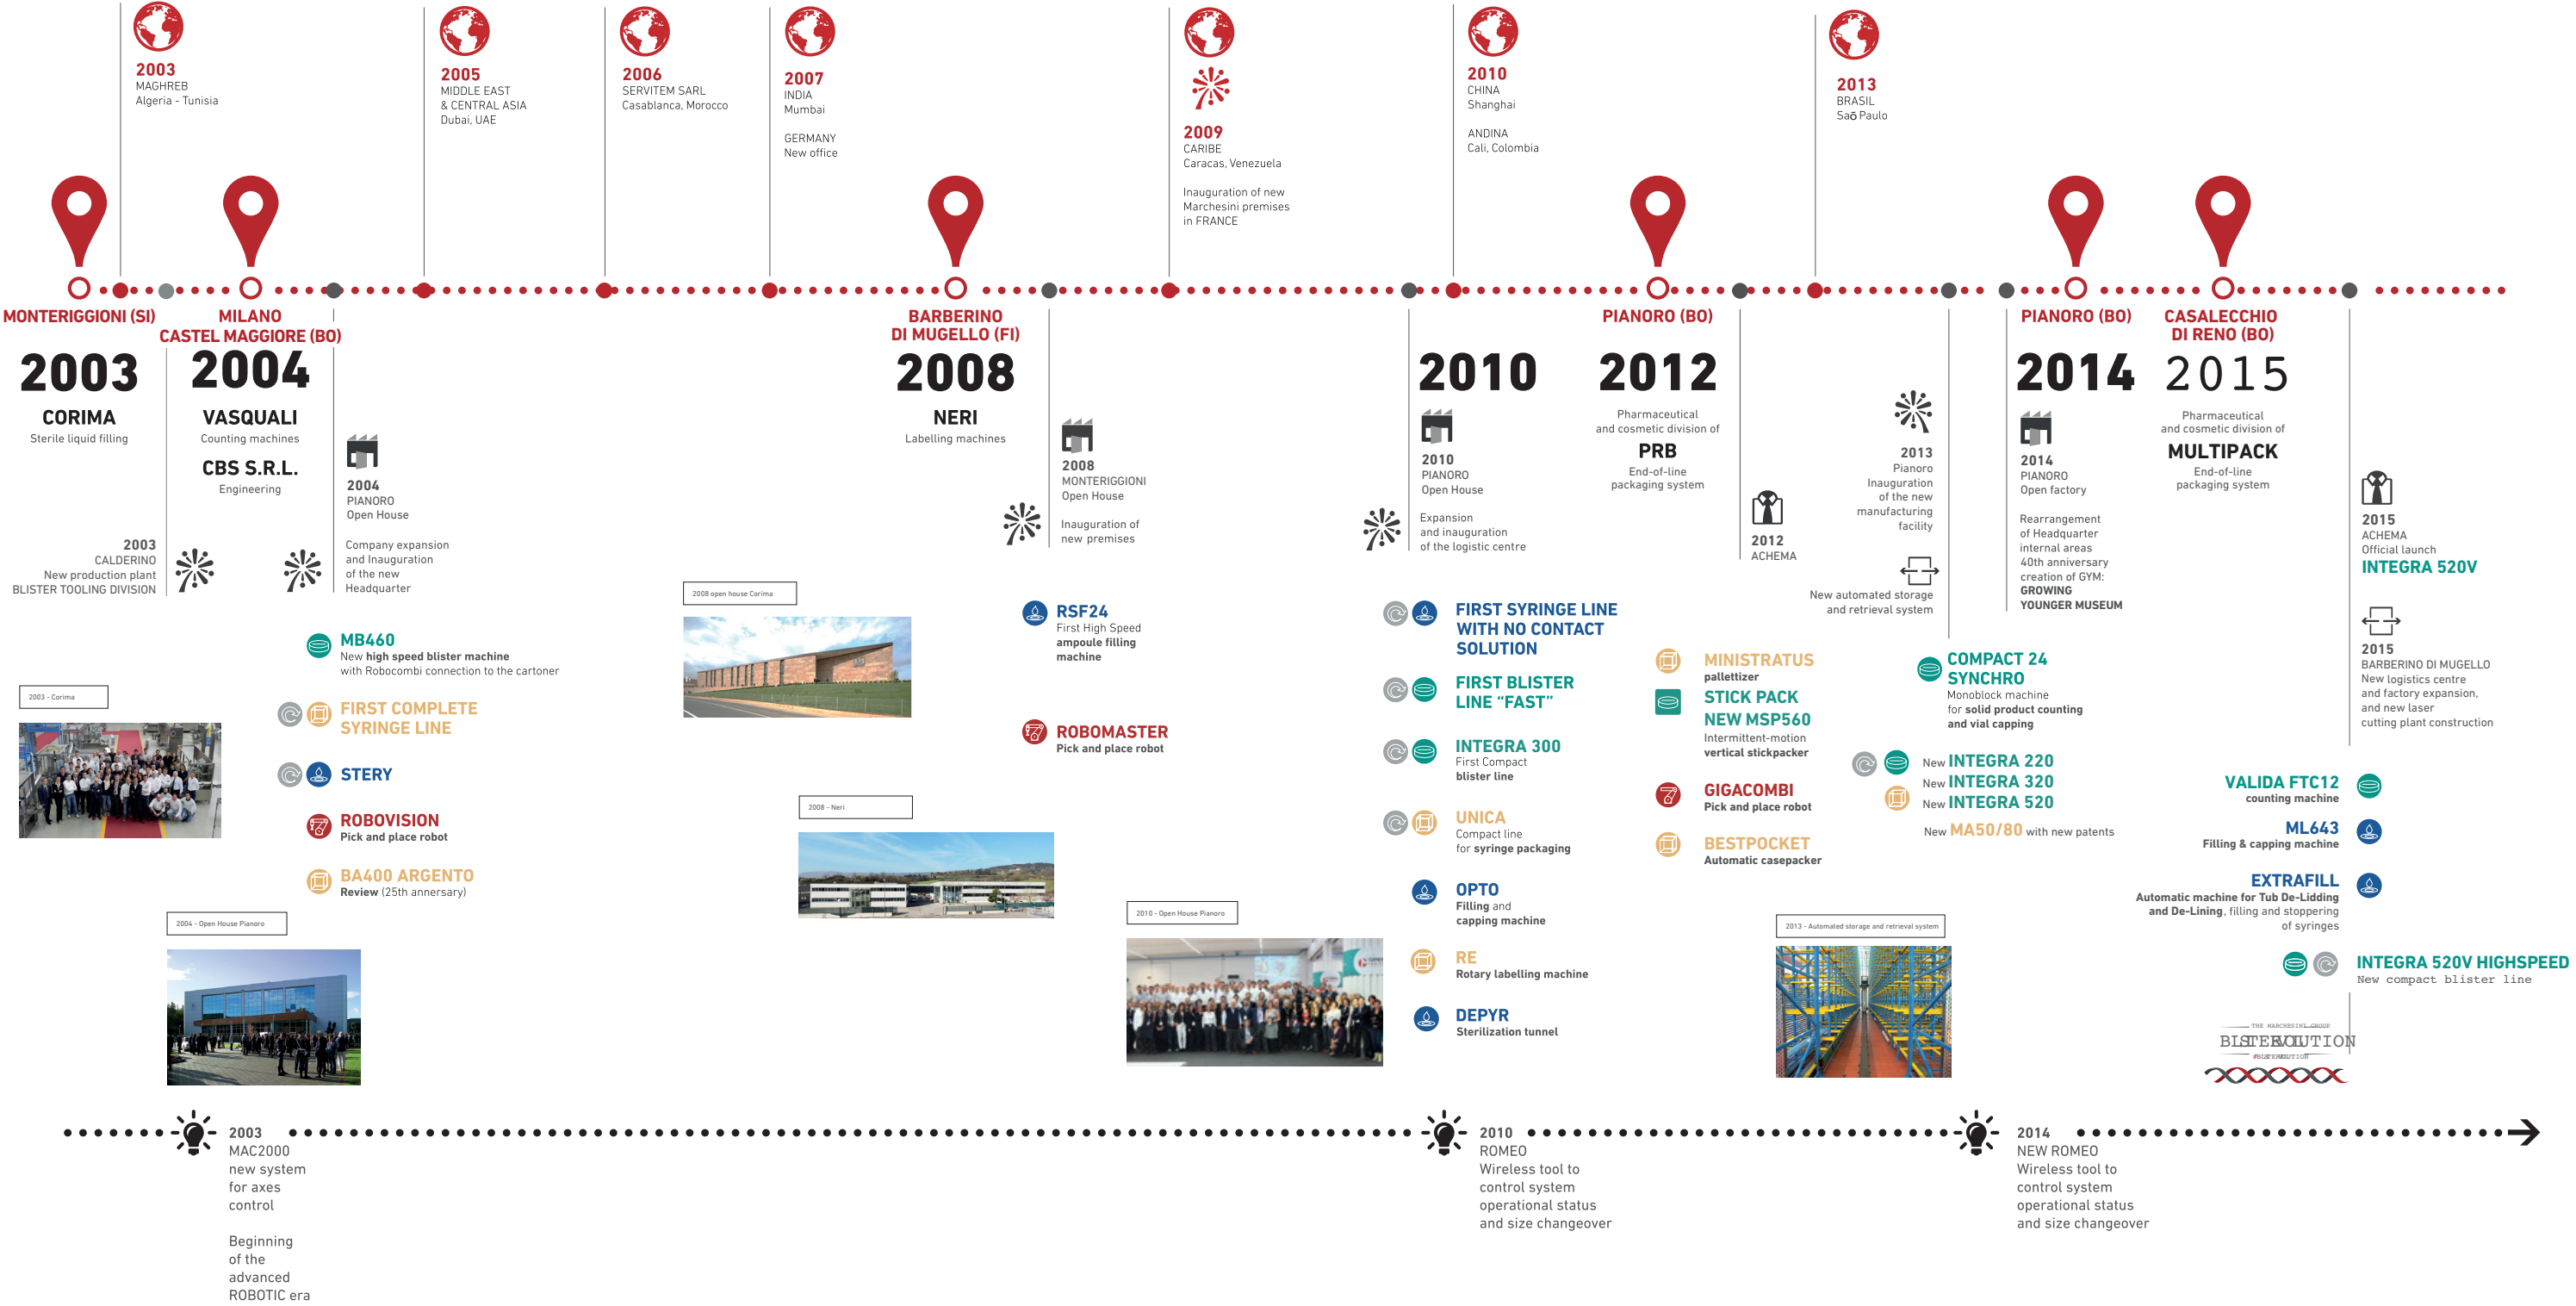 2003
MAGHREB
Algeria - Tunisia
2005
MIDDLE EAST
& CENTRAL ASIA
Dubai, UAE
2006
SERVITEM SARL
Casablanca, Morocco
2007
INDIA
Mumbai
GERMANY
New office
2009
CARIBE
Caracas, Venezuela
Inauguration of new
Marchesini premises
in FRANCE
2010
CHINA
Shanghai
ANDINA
Cali, Colombia
2013
BRASIL
Saō Paulo
MONTERIGGIONI (SI)
2003
CORIMA
Sterile liquid filling
2003
CALDERINO
New production plant
BLISTER TOOLING DIVISION
MILANO
CASTEL MAGGIORE (BO)
2004
VASQUALI
Counting machines
CBS S.R.L.
Engineering
2004
PIANORO
Open House
Company expansion
and Inauguration
of the new
Headquarter
MB460
New high speed blister machine
with Robocombi connection to the cartoner
FIRST COMPLETE
SYRINGE LINE
STERY
ROBOVISION
Pick and place robot
BA400 ARGENTO
Review (25th annersary)
2003 - Corima
2004 - Open House Pianoro
BARBERINO
DI MUGELLO (FI)
2008
NERI
Labelling machines
2008
MONTERIGGIONI
Open House
Inauguration of
new premises
2008 open house Corima
2008 - Neri
RSF24
First High Speed
ampoule filling
machine
ROBOMASTER
Pick and place robot
2010
2010
PIANORO
Open House
Expansion
and inauguration
of the logistic centre
2010 - Open House Pianoro
FIRST SYRINGE LINE
WITH NO CONTACT
SOLUTION
FIRST BLISTER
LINE “FAST”
INTEGRA 300
First Compact
blister line
UNICA
Compact line
for syringe packaging
OPTO
Filling and
capping machine
RE
Rotary labelling machine
DEPYR
Sterilization tunnel
PIANORO (BO)
2012
Pharmaceutical
and cosmetic division of
PRB
End-of-line
packaging system
2012
ACHEMA
MINISTRATUS
pallettizer
STICK PACK
NEW MSP560
Intermittent-motion
vertical stickpacker
GIGACOMBI
Pick and place robot
BESTPOCKET
Automatic casepacker
2013
Pianoro
Inauguration
of the new
manufacturing
facility
New automated storage
and retrieval system
COMPACT 24
SYNCHRO
Monoblock machine
for solid product counting
and vial capping
New INTEGRA 220
New INTEGRA 320
New INTEGRA 520
New MA50/80 with new patents
2013 - Automated storage and retrieval system
PIANORO (BO)
2014
2014
PIANORO
Open factory
Rearrangement
of Headquarter
internal areas
40th anniversary
creation of GYM:
GROWING
YOUNGER MUSEUM
CASALECCHIO
DI RENO (BO)
2015
Pharmaceutical
and cosmetic division of
MULTIPACK
End-of-line
packaging system
2015
ACHEMA
Official launch
INTEGRA 520V
2015
BARBERINO DI MUGELLO
New logistics centre
and factory expansion,
and new laser
cutting plant construction
VALIDA FTC12
counting machine
ML643
Filling & capping machine
EXTRAFILL
Automatic machine for Tub De-Lidding
and De-Lining, filling and stoppering
of syringes
INTEGRA 520V HIGHSPEED
New compact blister line
THE MARCHESINI GROUP
2003
MAC2000
new system
for axes
control
Beginning
of the
advanced
ROBOTIC era
2010
ROMEO
Wireless tool to
control system
operational status
and size changeover
2014
NEW ROMEO
Wireless tool to
control system
operational status
and size changeover